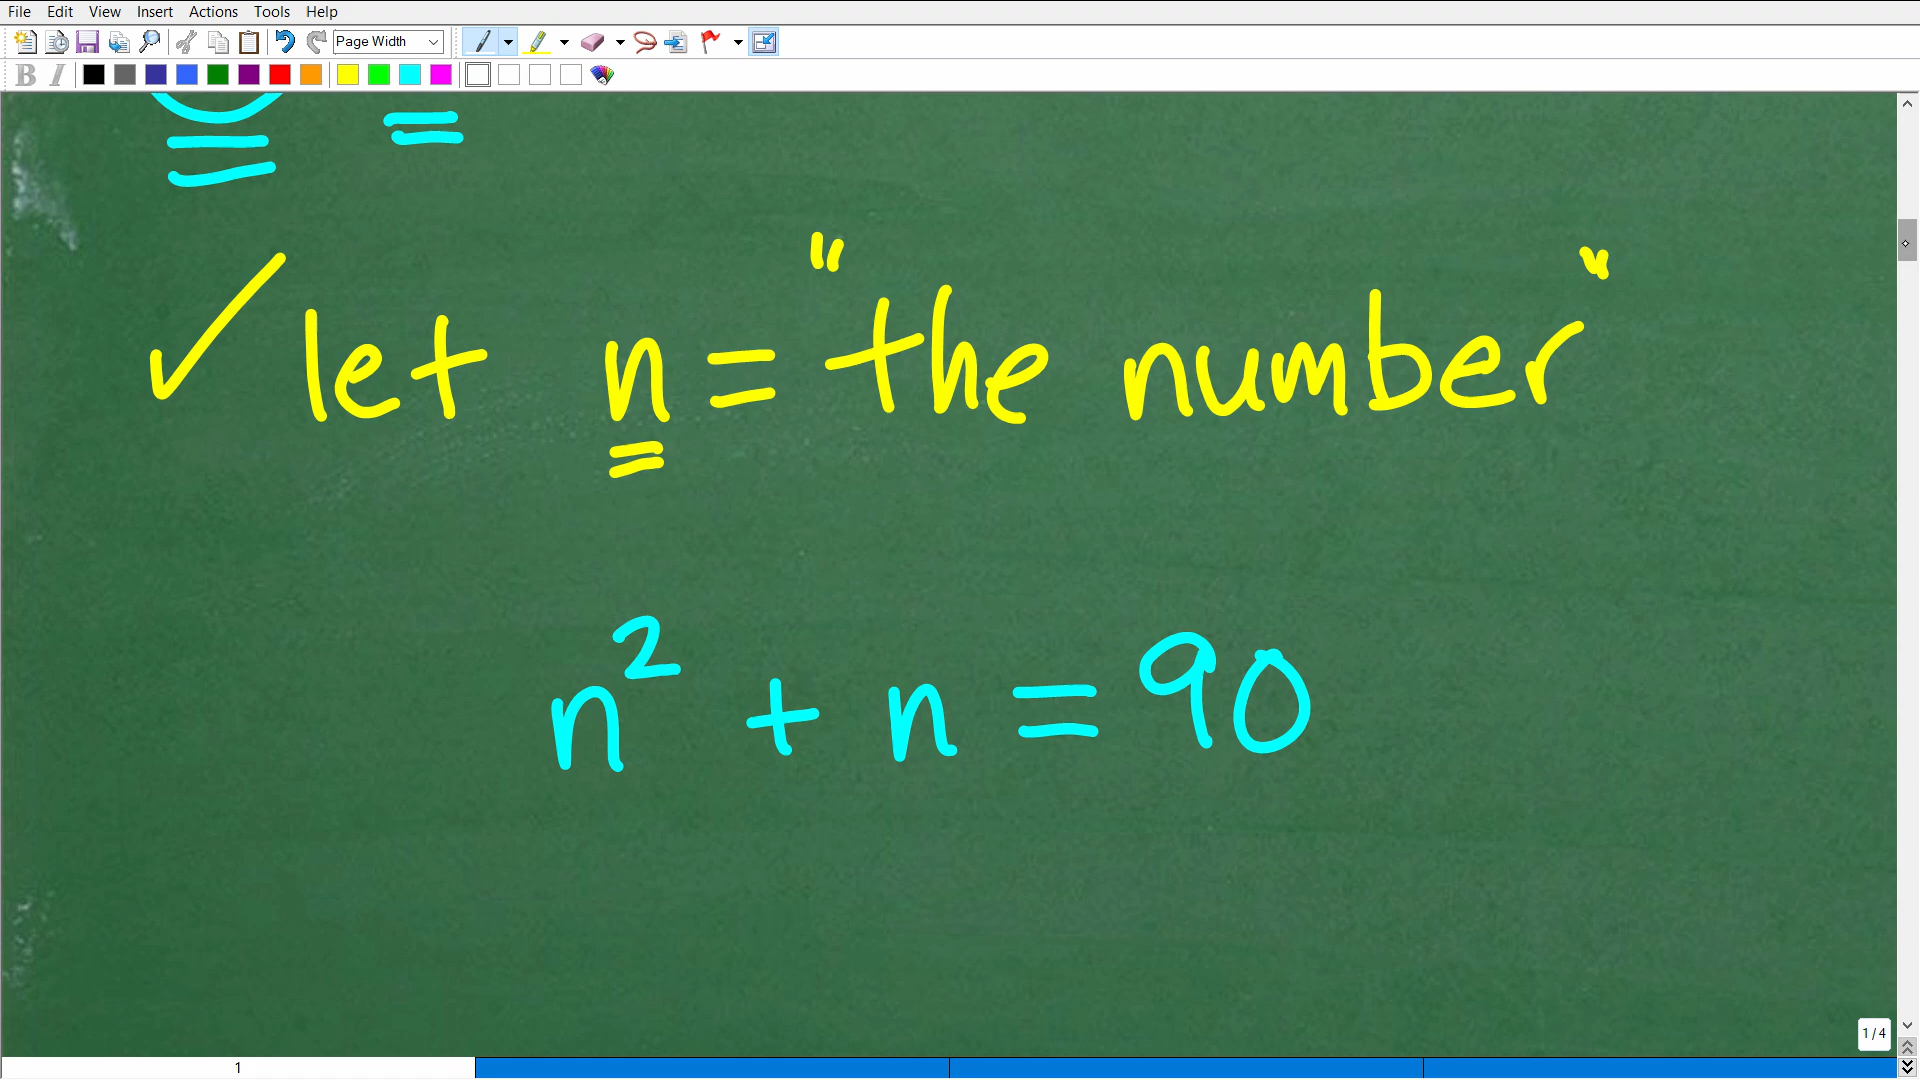 File Edit View Insert Actions Tools Help
Page Width
B I
let n = "the number"
n² + n = 90
1 / 4
1